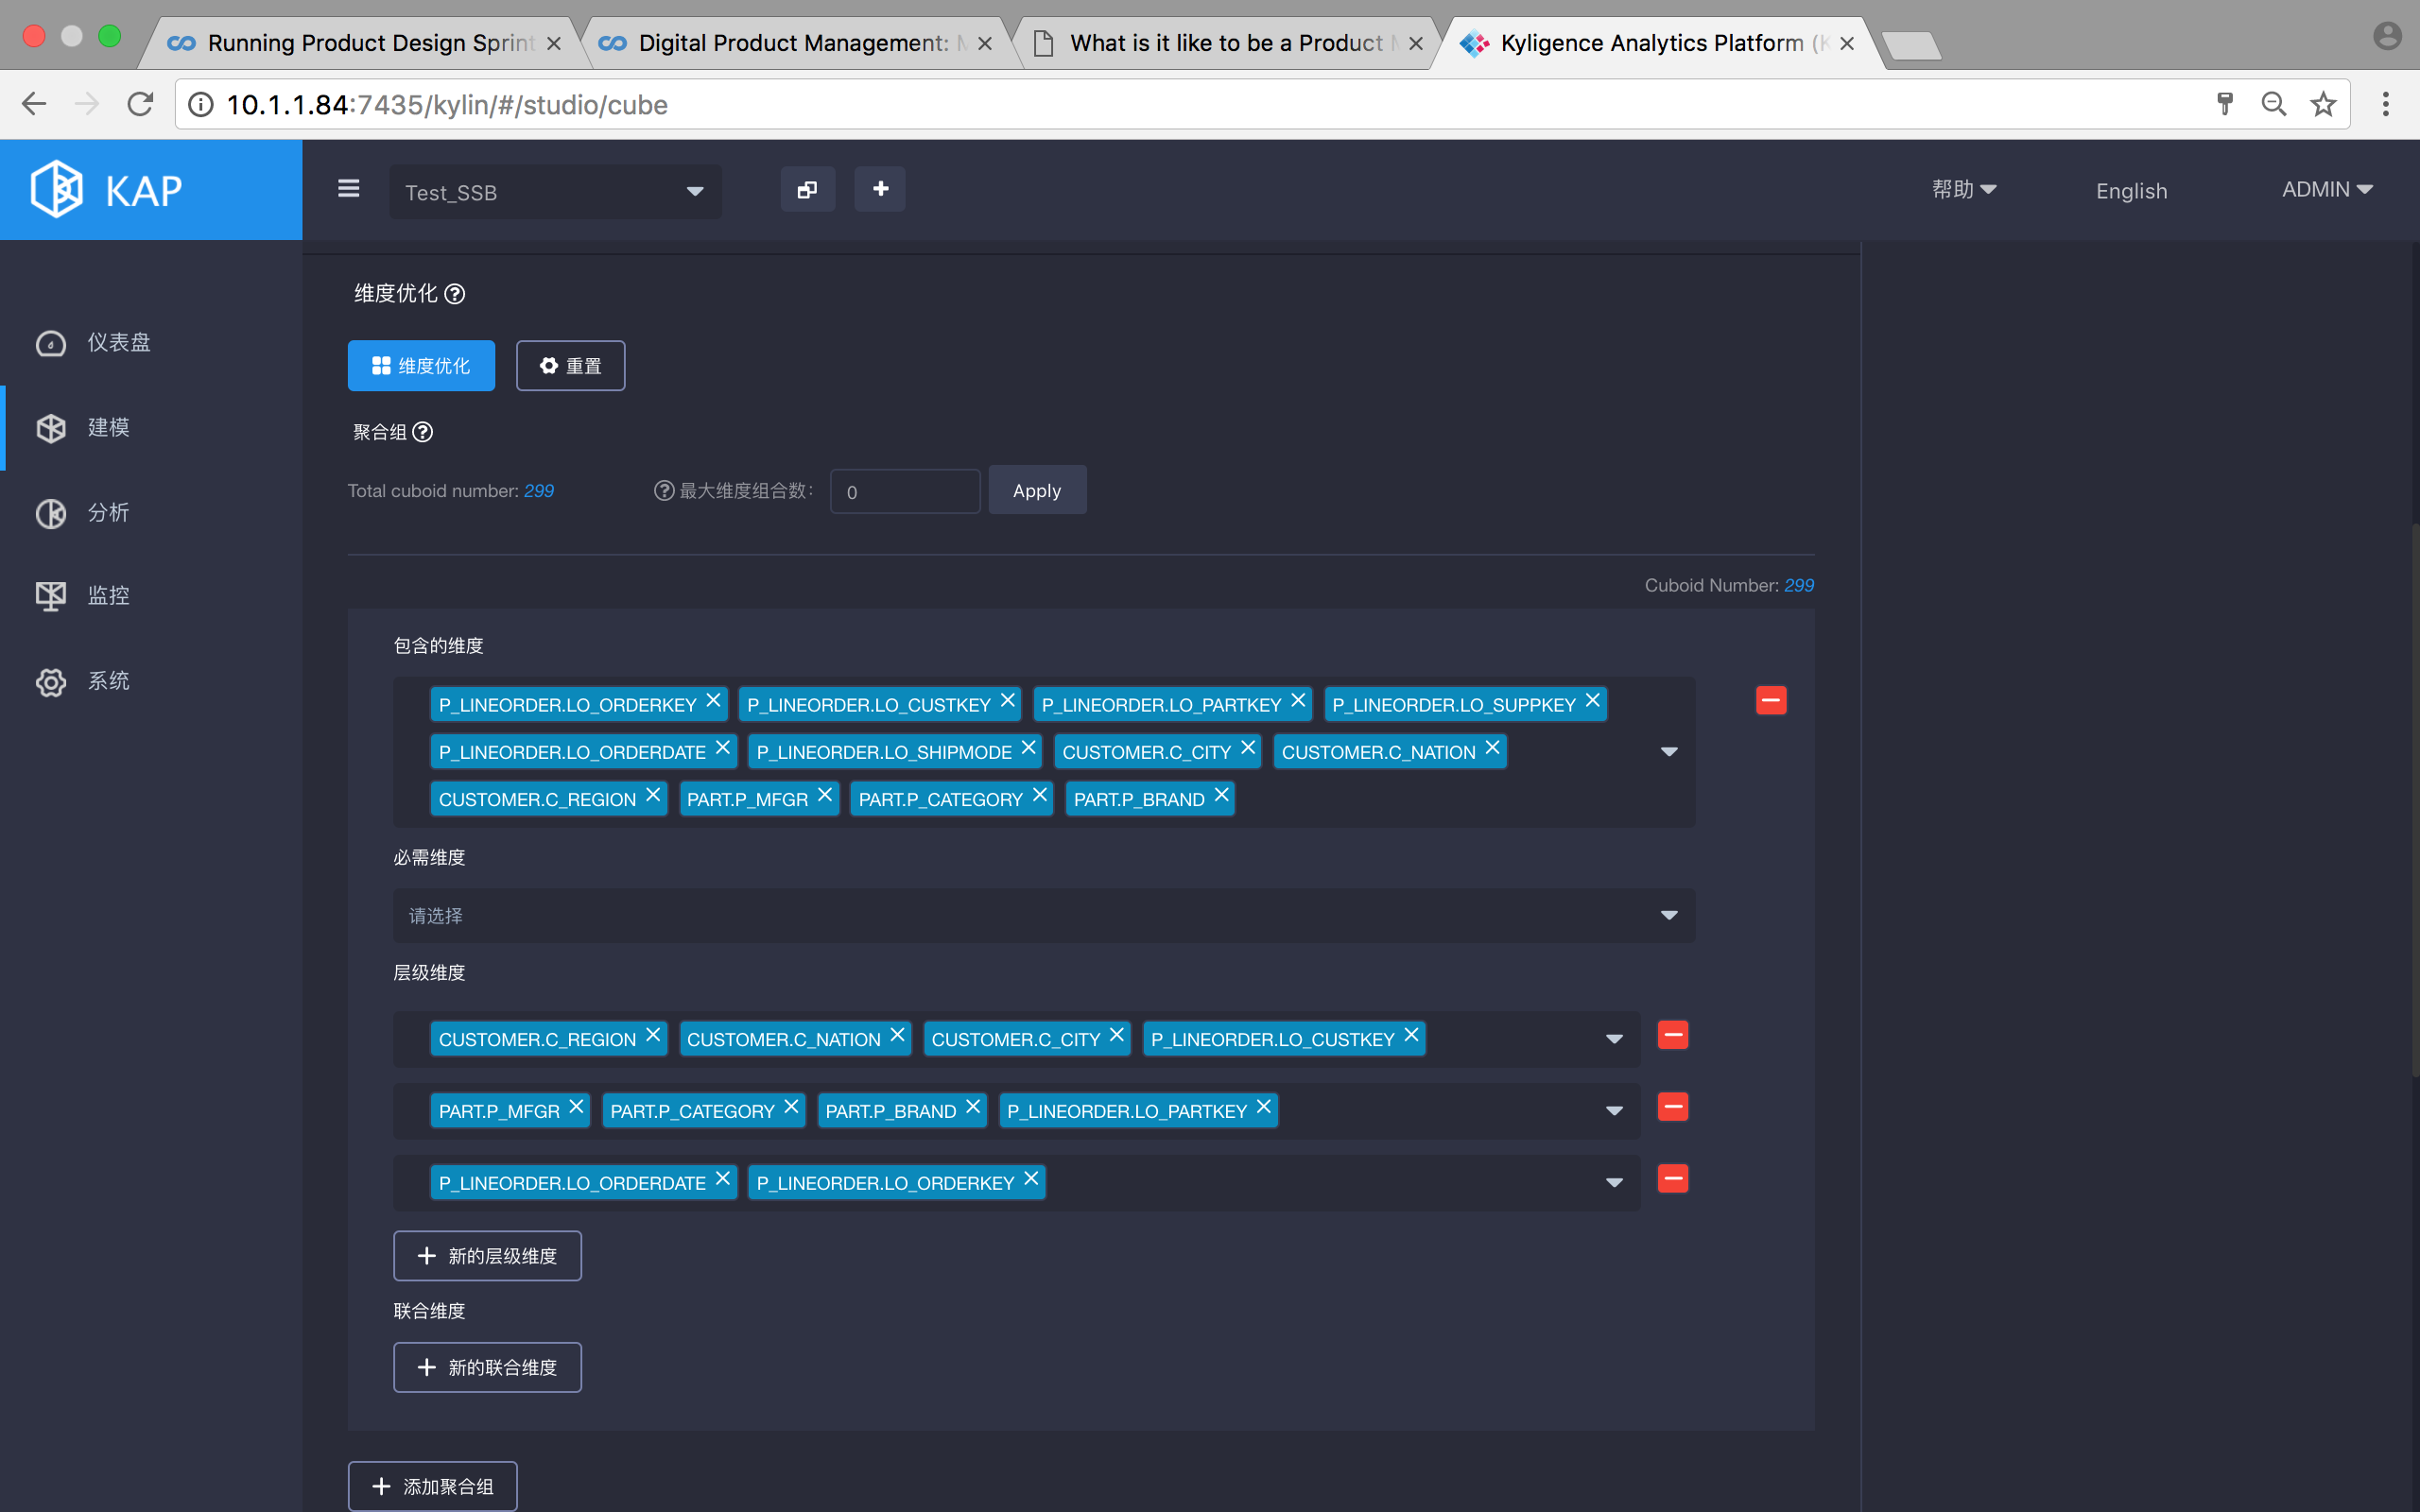 Running Product Design Sprint
Digital Product Management:
What is it like to be a Product
Kyligence Analytics Platform (K
10.1.1.84:7435/kylin/#/studio/cube
KAP
Test_SSB
帮助
English
ADMIN
仪表盘
建模
分析
监控
系统
维度优化
维度优化
重置
聚合组
Total cuboid number: 299
最大维度组合数:
0
Apply
Cuboid Number: 299
包含的维度
P_LINEORDER.LO_ORDERKEY P_LINEORDER.LO_CUSTKEY P_LINEORDER.LO_PARTKEY P_LINEORDER.LO_SUPPKEY
P_LINEORDER.LO_ORDERDATE P_LINEORDER.LO_SHIPMODE CUSTOMER.C_CITY CUSTOMER.C_NATION
CUSTOMER.C_REGION PART.P_MFGR PART.P_CATEGORY PART.P_BRAND
必需维度
请选择
层级维度
CUSTOMER.C_REGION CUSTOMER.C_NATION CUSTOMER.C_CITY P_LINEORDER.LO_CUSTKEY
PART.P_MFGR PART.P_CATEGORY PART.P_BRAND P_LINEORDER.LO_PARTKEY
P_LINEORDER.LO_ORDERDATE P_LINEORDER.LO_ORDERKEY
新的层级维度
联合维度
新的联合维度
添加聚合组